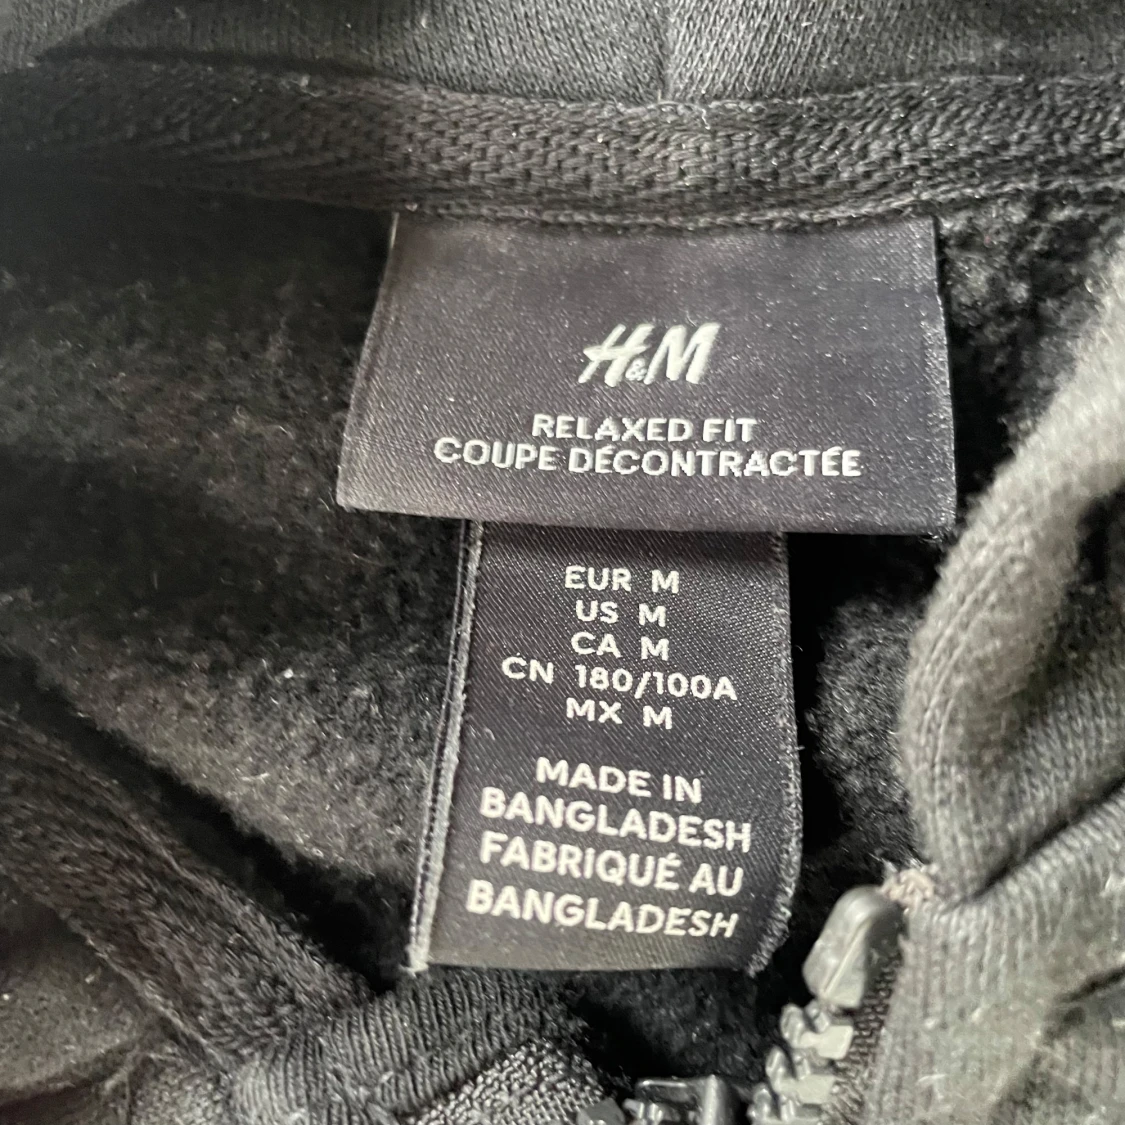 H&M
RELAXED FIT
COUPE DÉCONTRACTÉE
EUR M
US M
CA M
CN 180/100A
MX M
MADE IN
BANGLADESH
FABRIQUÉ AU
BANGLADESH